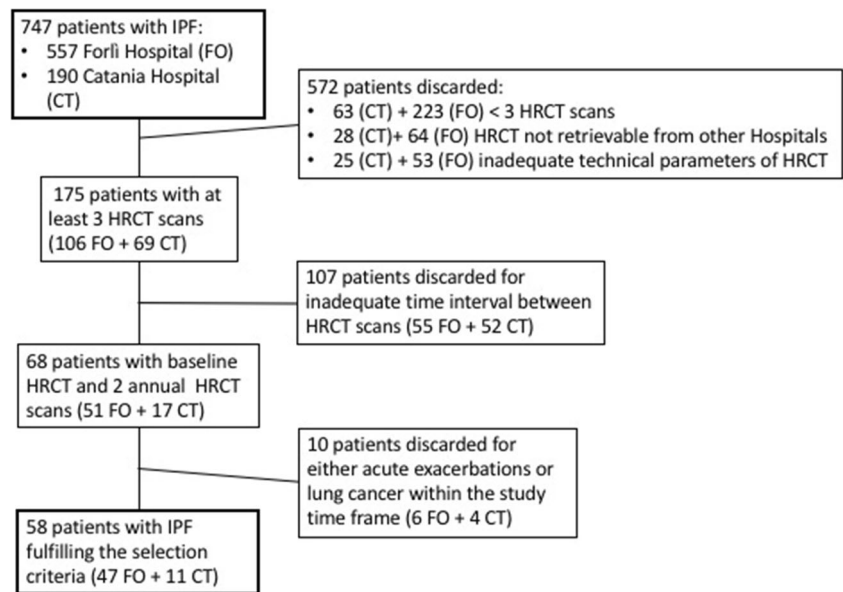 747 patients with IPF:
• 557 Forlì Hospital (FO)
• 190 Catania Hospital
(CT)
572 patients discarded:
• 63 (CT) + 223 (FO) < 3 HRCT scans
• 28 (CT)+ 64 (FO) HRCT not retrievable from other Hospitals
• 25 (CT) + 53 (FO) inadequate technical parameters of HRCT
175 patients with at
least 3 HRCT scans
(106 FO + 69 CT)
107 patients discarded for
inadequate time interval between
HRCT scans (55 FO + 52 CT)
68 patients with baseline
HRCT and 2 annual HRCT
scans (51 FO + 17 CT)
10 patients discarded for
either acute exacerbations or
lung cancer within the study
time frame (6 FO + 4 CT)
58 patients with IPF
fulfilling the selection
criteria (47 FO + 11 CT)